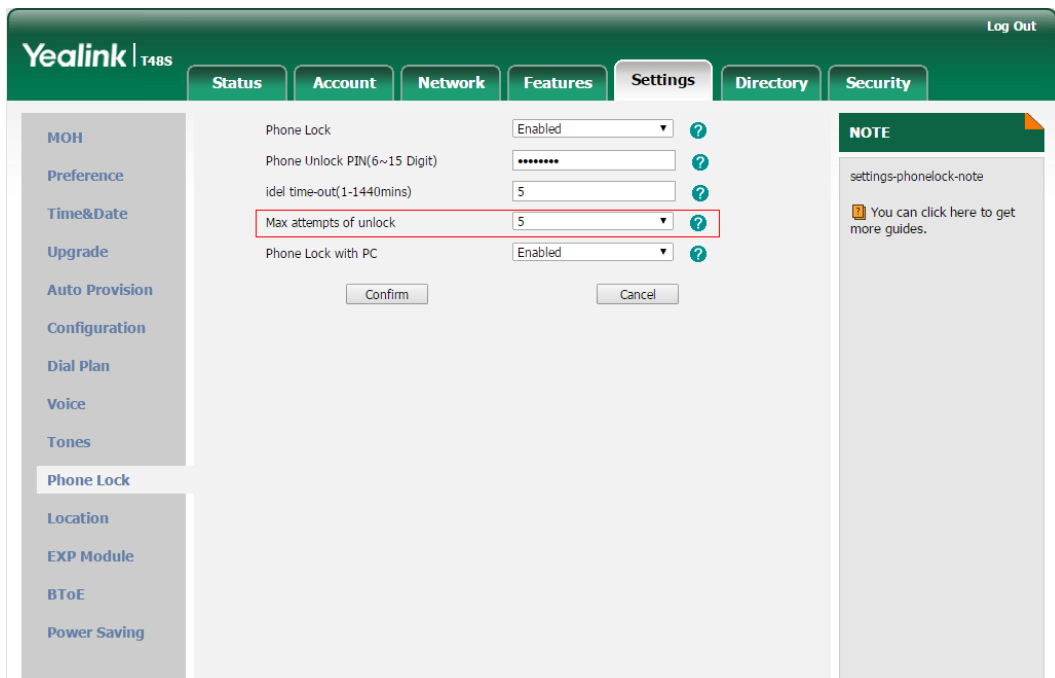 Log Out
Yealink | T48S
Status Account Network Features Settings Directory Security
MOH
Preference
Time&Date
Upgrade
Auto Provision
Configuration
Dial Plan
Voice
Tones
Phone Lock
Location
EXP Module
BToE
Power Saving
Phone Lock Enabled ?
Phone Unlock PIN(6~15 Digit) •••••••• ?
idel time-out(1-1440mins) 5 ?
Max attempts of unlock 5 ?
Phone Lock with PC Enabled ?
Confirm Cancel
NOTE
settings-phonelock-note
? You can click here to get
more guides.